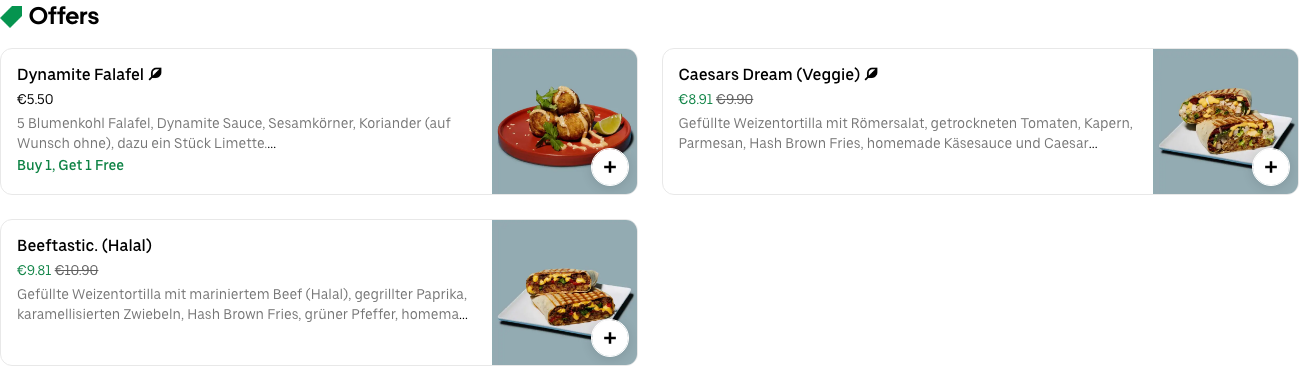 Offers
Dynamite Falafel
€5.50
5 Blumenkohl Falafel, Dynamite Sauce, Sesamkörner, Koriander (auf
Wunsch ohne), dazu ein Stück Limette....
Buy 1, Get 1 Free
Caesars Dream (Veggie)
€8.91 €9.90
Gefüllte Weizentortilla mit Römersalat, getrockneten Tomaten, Kapern,
Parmesan, Hash Brown Fries, homemade Käsesauce und Caesar...
Beeftastic. (Halal)
€9.81 €10.90
Gefüllte Weizentortilla mit mariniertem Beef (Halal), gegrillter Paprika,
karamellisierten Zwiebeln, Hash Brown Fries, grüner Pfeffer, homema...